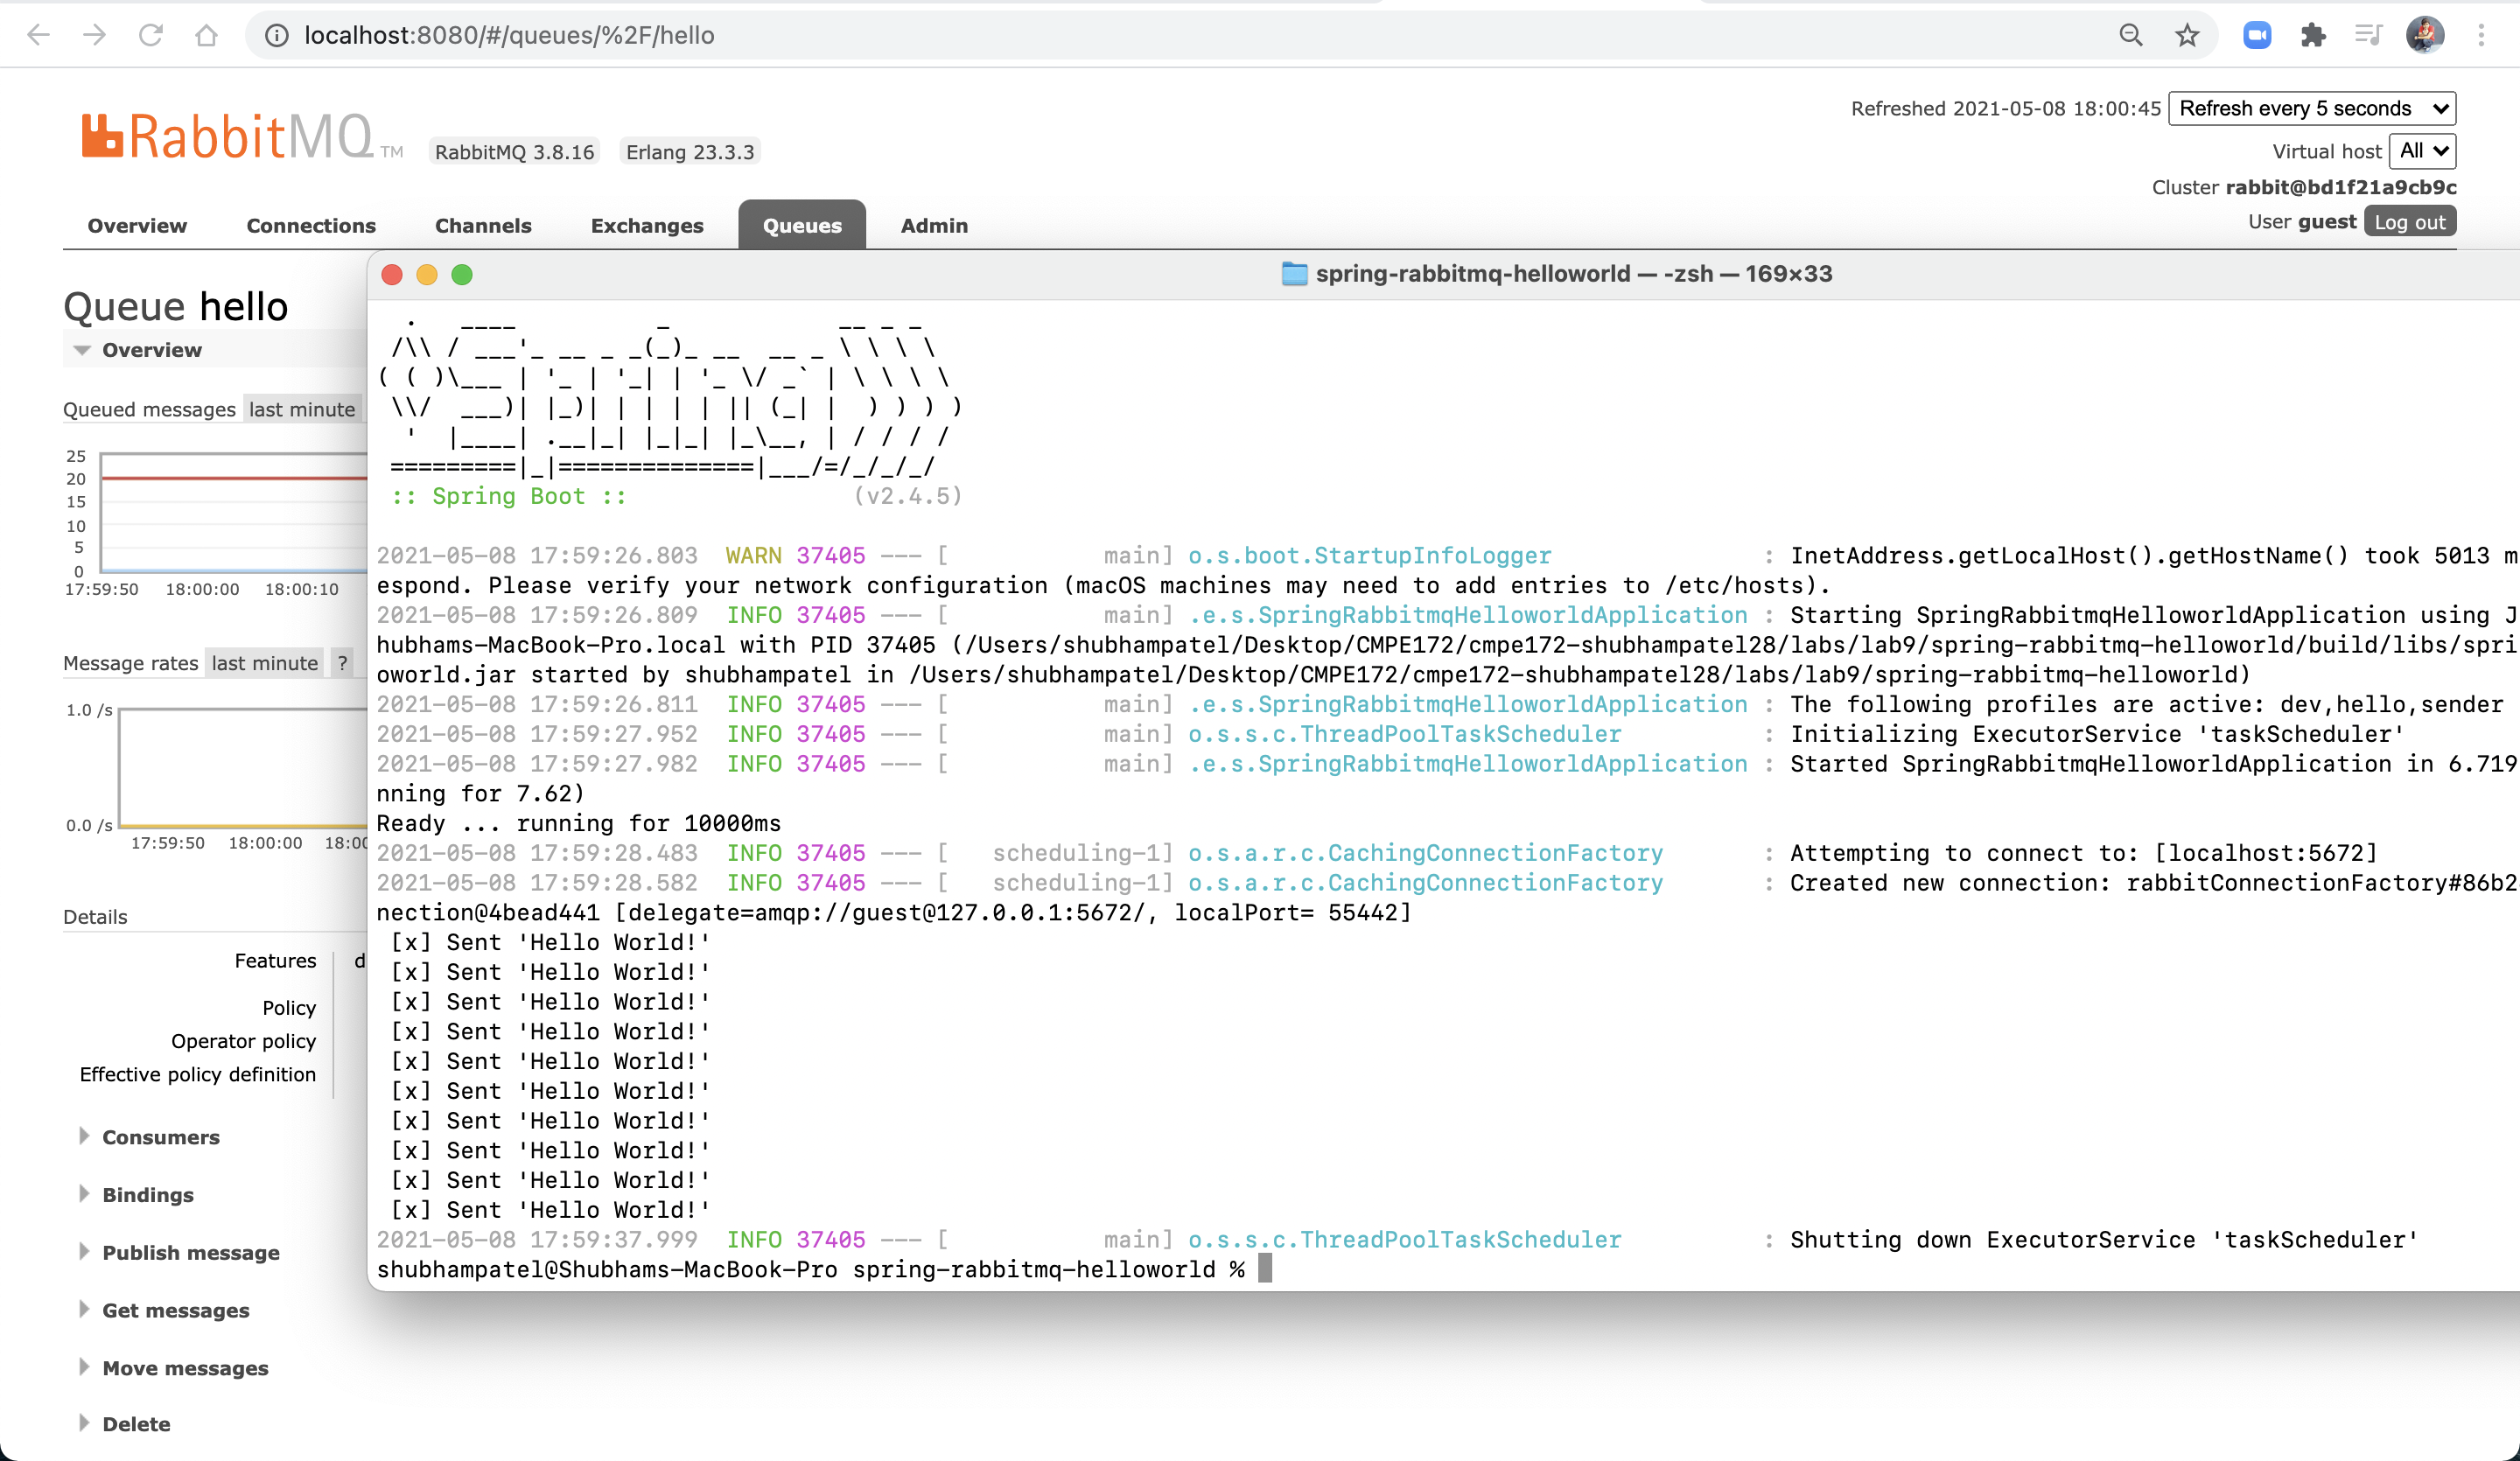 localhost:8080/#/queues/%2F/hello
RabbitMQ TM
RabbitMQ 3.8.16
Erlang 23.3.3
Refreshed 2021-05-08 18:00:45
Refresh every 5 seconds
Virtual host All
Cluster rabbit@bd1f21a9cb9c
User guest Log out
Overview Connections Channels Exchanges Queues Admin
Queue hello
Overview
Queued messages last minute
25
20
15
10
5
0
17:59:50 18:00:00 18:00:10
Message rates last minute ?
1.0 /s
0.0 /s
17:59:50 18:00:00 18:00
Details
Features d
Policy
Operator policy
Effective policy definition
Consumers
Bindings
Publish message
Get messages
Move messages
Delete
spring-rabbitmq-helloworld — -zsh — 169×33
  .   ____          _            __ _ _
 /\\ / ___'_ __ _ _(_)_ __  __ _ \ \ \ \
( ( )\___ | '_ | '_| | '_ \/ _` | \ \ \ \
 \\/  ___)| |_)| | | | | || (_| |  ) ) ) )
  '  |____| .__|_| |_|_| |_\__, | / / / /
 =========|_|==============|___/=/_/_/_/
 :: Spring Boot ::                (v2.4.5)
2021-05-08 17:59:26.803  WARN 37405 --- [           main] o.s.boot.StartupInfoLogger               : InetAddress.getLocalHost().getHostName() took 5013 m
espond. Please verify your network configuration (macOS machines may need to add entries to /etc/hosts).
2021-05-08 17:59:26.809  INFO 37405 --- [           main] .e.s.SpringRabbitmqHelloworldApplication : Starting SpringRabbitmqHelloworldApplication using J
hubhams-MacBook-Pro.local with PID 37405 (/Users/shubhampatel/Desktop/CMPE172/cmpe172-shubhampatel28/labs/lab9/spring-rabbitmq-helloworld/build/libs/spri
oworld.jar started by shubhampatel in /Users/shubhampatel/Desktop/CMPE172/cmpe172-shubhampatel28/labs/lab9/spring-rabbitmq-helloworld)
2021-05-08 17:59:26.811  INFO 37405 --- [           main] .e.s.SpringRabbitmqHelloworldApplication : The following profiles are active: dev,hello,sender
2021-05-08 17:59:27.952  INFO 37405 --- [           main] o.s.s.c.ThreadPoolTaskScheduler          : Initializing ExecutorService 'taskScheduler'
2021-05-08 17:59:27.982  INFO 37405 --- [           main] .e.s.SpringRabbitmqHelloworldApplication : Started SpringRabbitmqHelloworldApplication in 6.719
nning for 7.62)
Ready ... running for 10000ms
2021-05-08 17:59:28.483  INFO 37405 --- [   scheduling-1] o.s.a.r.c.CachingConnectionFactory       : Attempting to connect to: [localhost:5672]
2021-05-08 17:59:28.582  INFO 37405 --- [   scheduling-1] o.s.a.r.c.CachingConnectionFactory       : Created new connection: rabbitConnectionFactory#86b2
nection@4bead441 [delegate=amqp://guest@127.0.0.1:5672/, localPort= 55442]
 [x] Sent 'Hello World!'
 [x] Sent 'Hello World!'
 [x] Sent 'Hello World!'
 [x] Sent 'Hello World!'
 [x] Sent 'Hello World!'
 [x] Sent 'Hello World!'
 [x] Sent 'Hello World!'
 [x] Sent 'Hello World!'
 [x] Sent 'Hello World!'
 [x] Sent 'Hello World!'
2021-05-08 17:59:37.999  INFO 37405 --- [           main] o.s.s.c.ThreadPoolTaskScheduler          : Shutting down ExecutorService 'taskScheduler'
shubhampatel@Shubhams-MacBook-Pro spring-rabbitmq-helloworld %